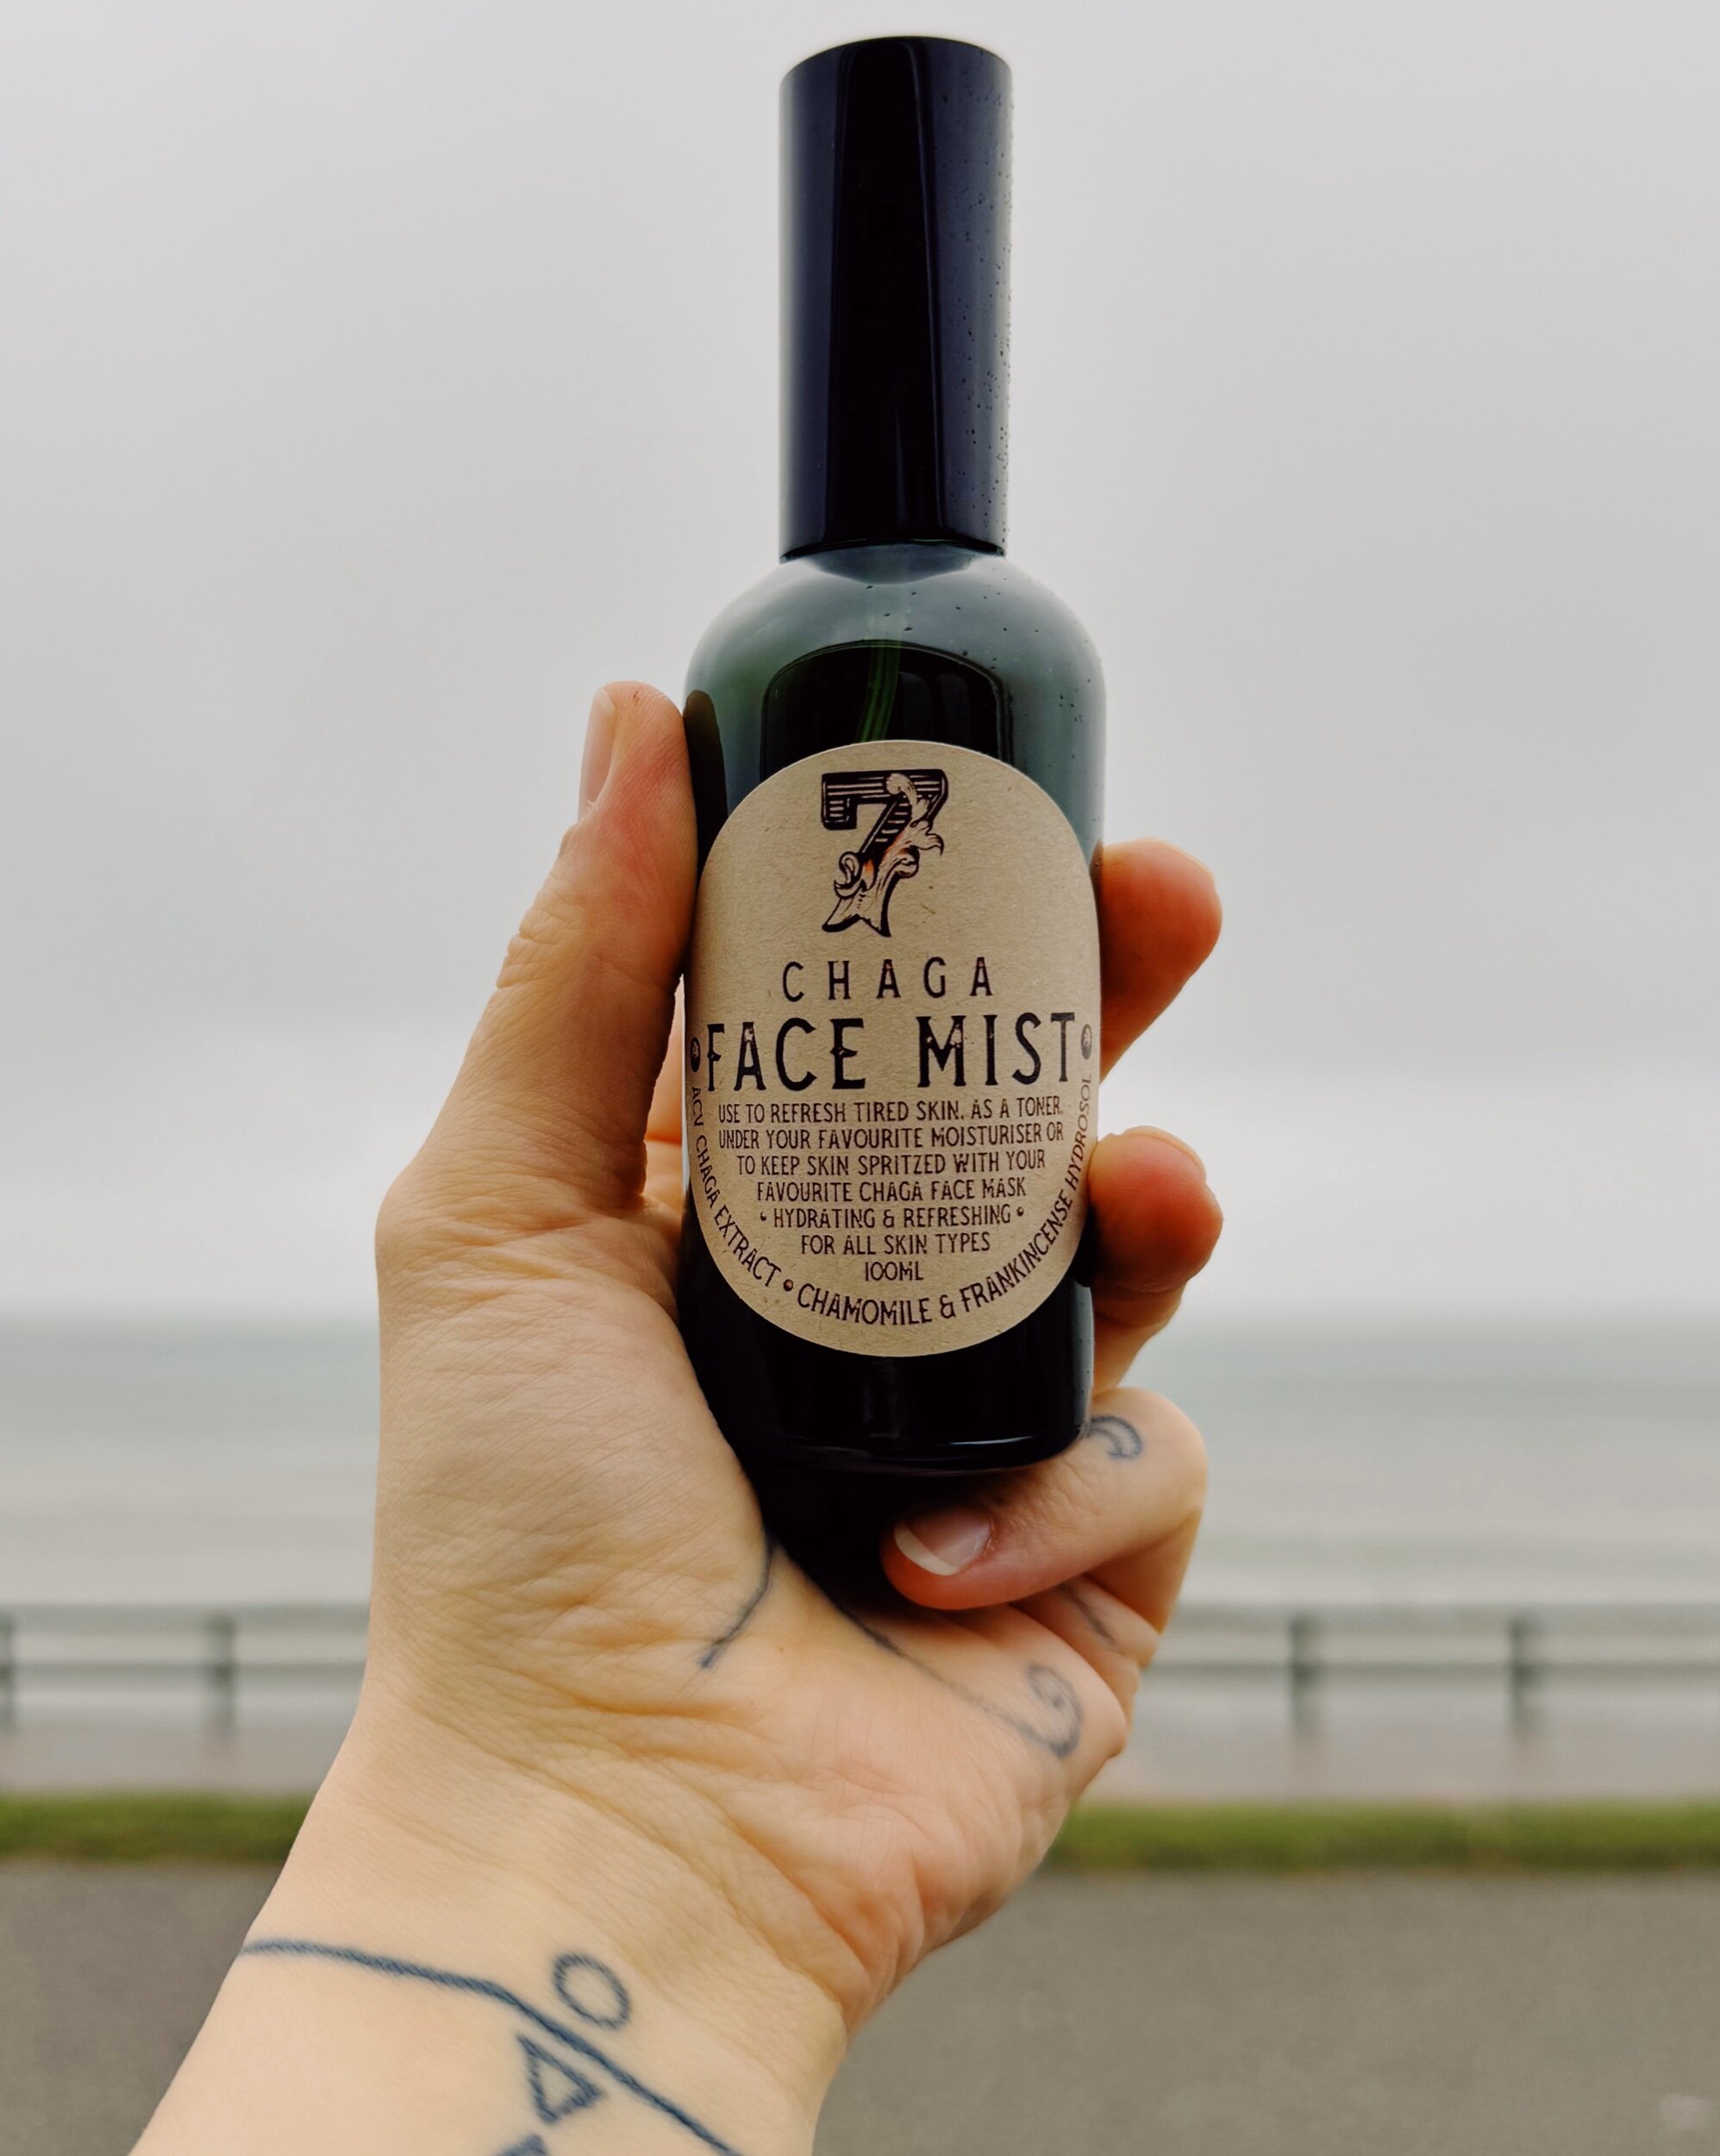 7
CHAGA
FACE MIST
USE TO REFRESH TIRED SKIN, AS A TONER,
UNDER YOUR FAVOURITE MOISTURISER OR
TO KEEP SKIN SPRITZED WITH YOUR
FAVOURITE CHAGA FACE MASK
• HYDRATING & REFRESHING •
FOR ALL SKIN TYPES
100ML
ACV CHAGA EXTRACT • CHAMOMILE & FRANKINCENSE HYDROSOL